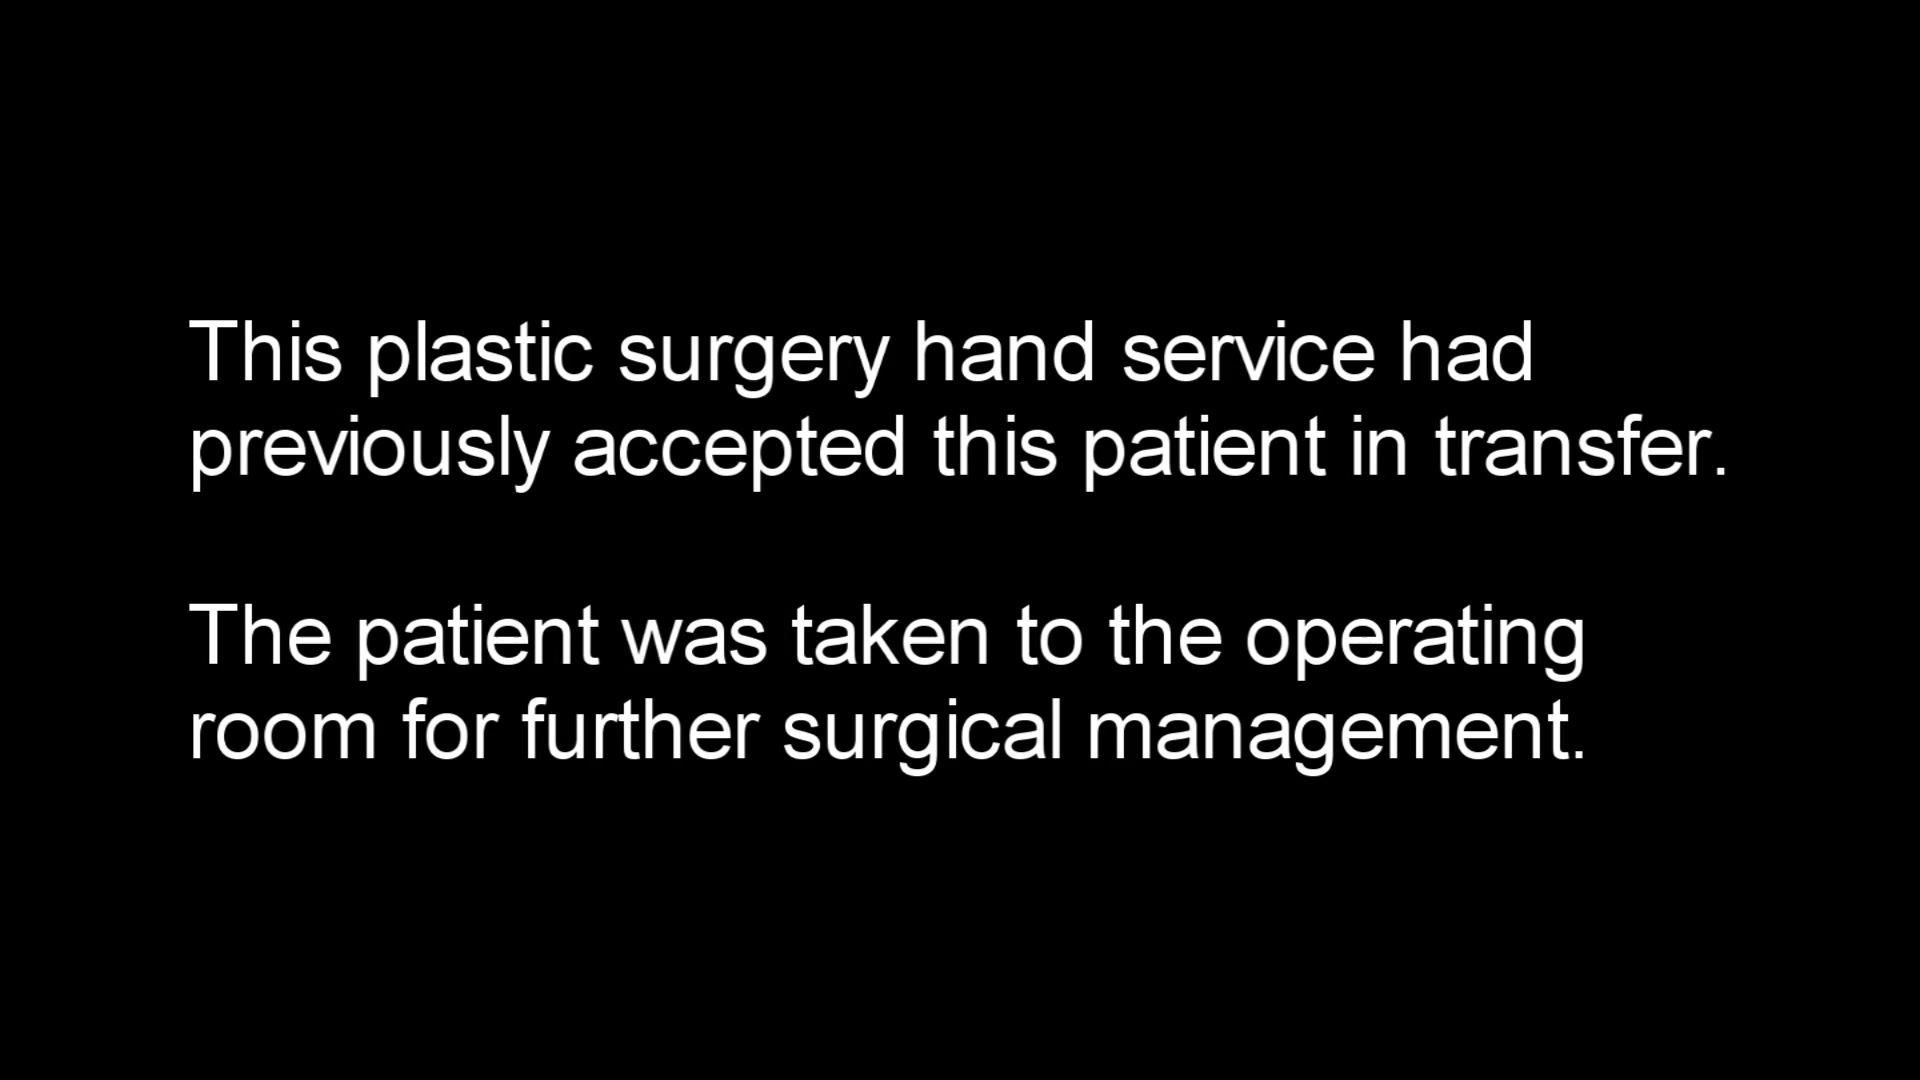 This plastic surgery hand service had
previously accepted this patient in transfer.
The patient was taken to the operating
room for further surgical management.